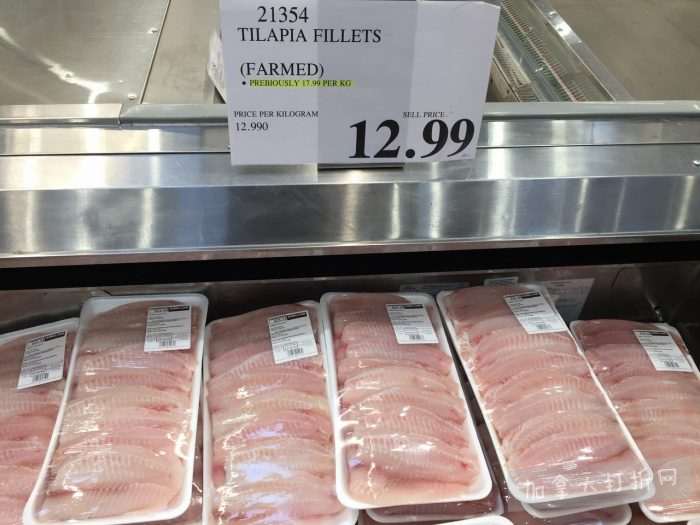 21354
TILAPIA FILLETS
(FARMED)
• PREBIOUSLY 17.99 PER KG
PRICE PER KILOGRAM
SELL PRICE
12.990
12.99
加拿大打折网